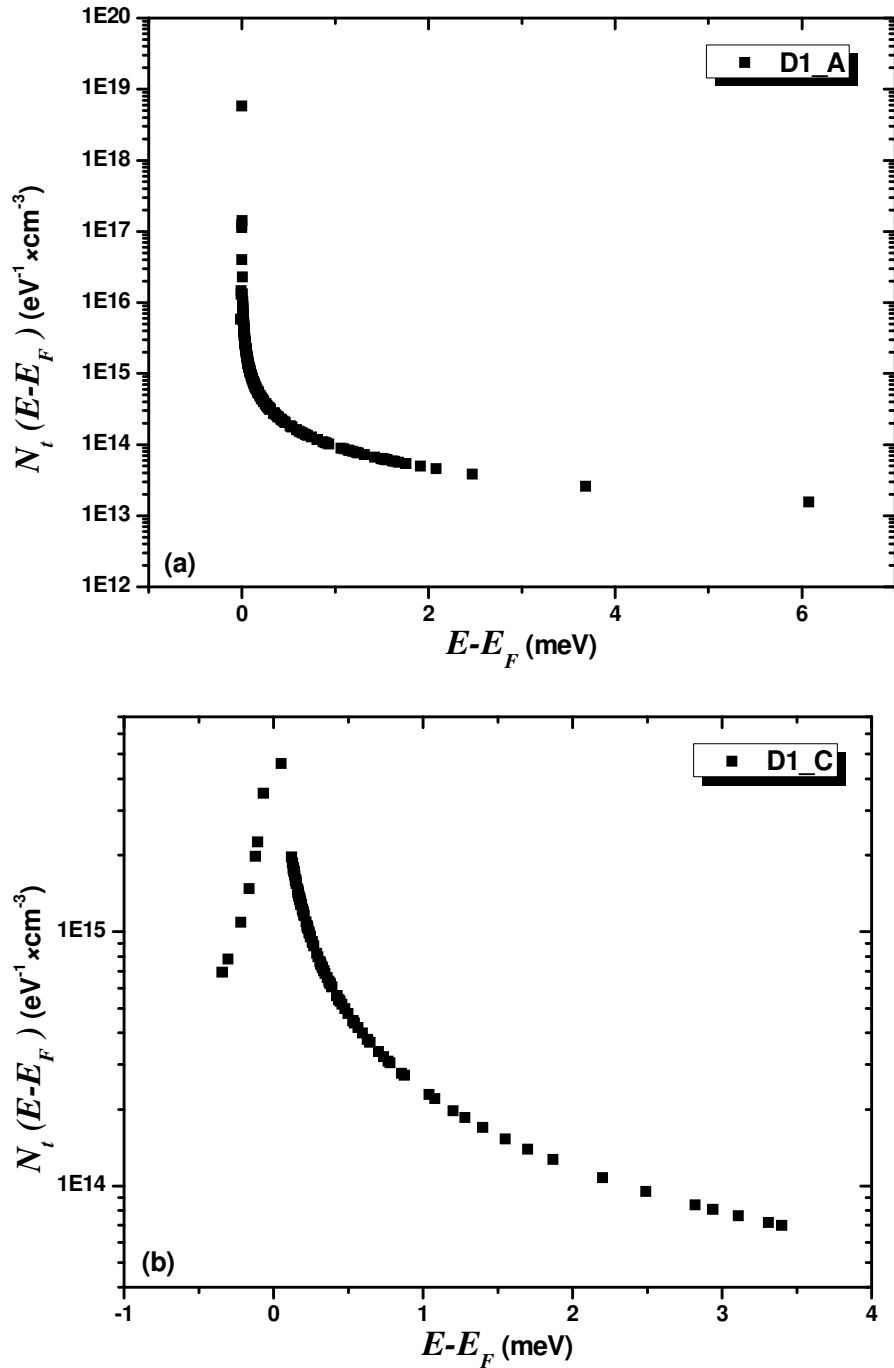 1E20
1E19
1E18
1E17
1E16
1E15
1E14
1E13
1E12
N_t (E-E_F) (eV⁻¹ ×cm⁻³)
D1_A
(a)
0 2 4 6
E-E_F (meV)
1E15
1E14
N_t (E-E_F) (eV⁻¹ ×cm⁻³)
D1_C
(b)
-1 0 1 2 3 4
E-E_F (meV)